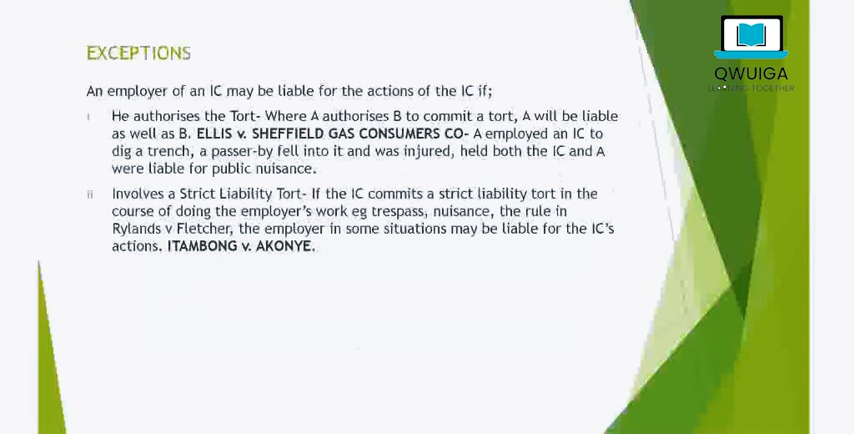 EXCEPTIONS
QWUIGA
LEARNING TOGETHER
An employer of an IC may be liable for the actions of the IC if;
i He authorises the Tort- Where A authorises B to commit a tort, A will be liable
as well as B. ELLIS v. SHEFFIELD GAS CONSUMERS CO- A employed an IC to
dig a trench, a passer-by fell into it and was injured, held both the IC and A
were liable for public nuisance.
ii Involves a Strict Liability Tort- If the IC commits a strict liability tort in the
course of doing the employer's work eg trespass, nuisance, the rule in
Rylands v Fletcher, the employer in some situations may be liable for the IC's
actions. ITAMBONG v. AKONYE.